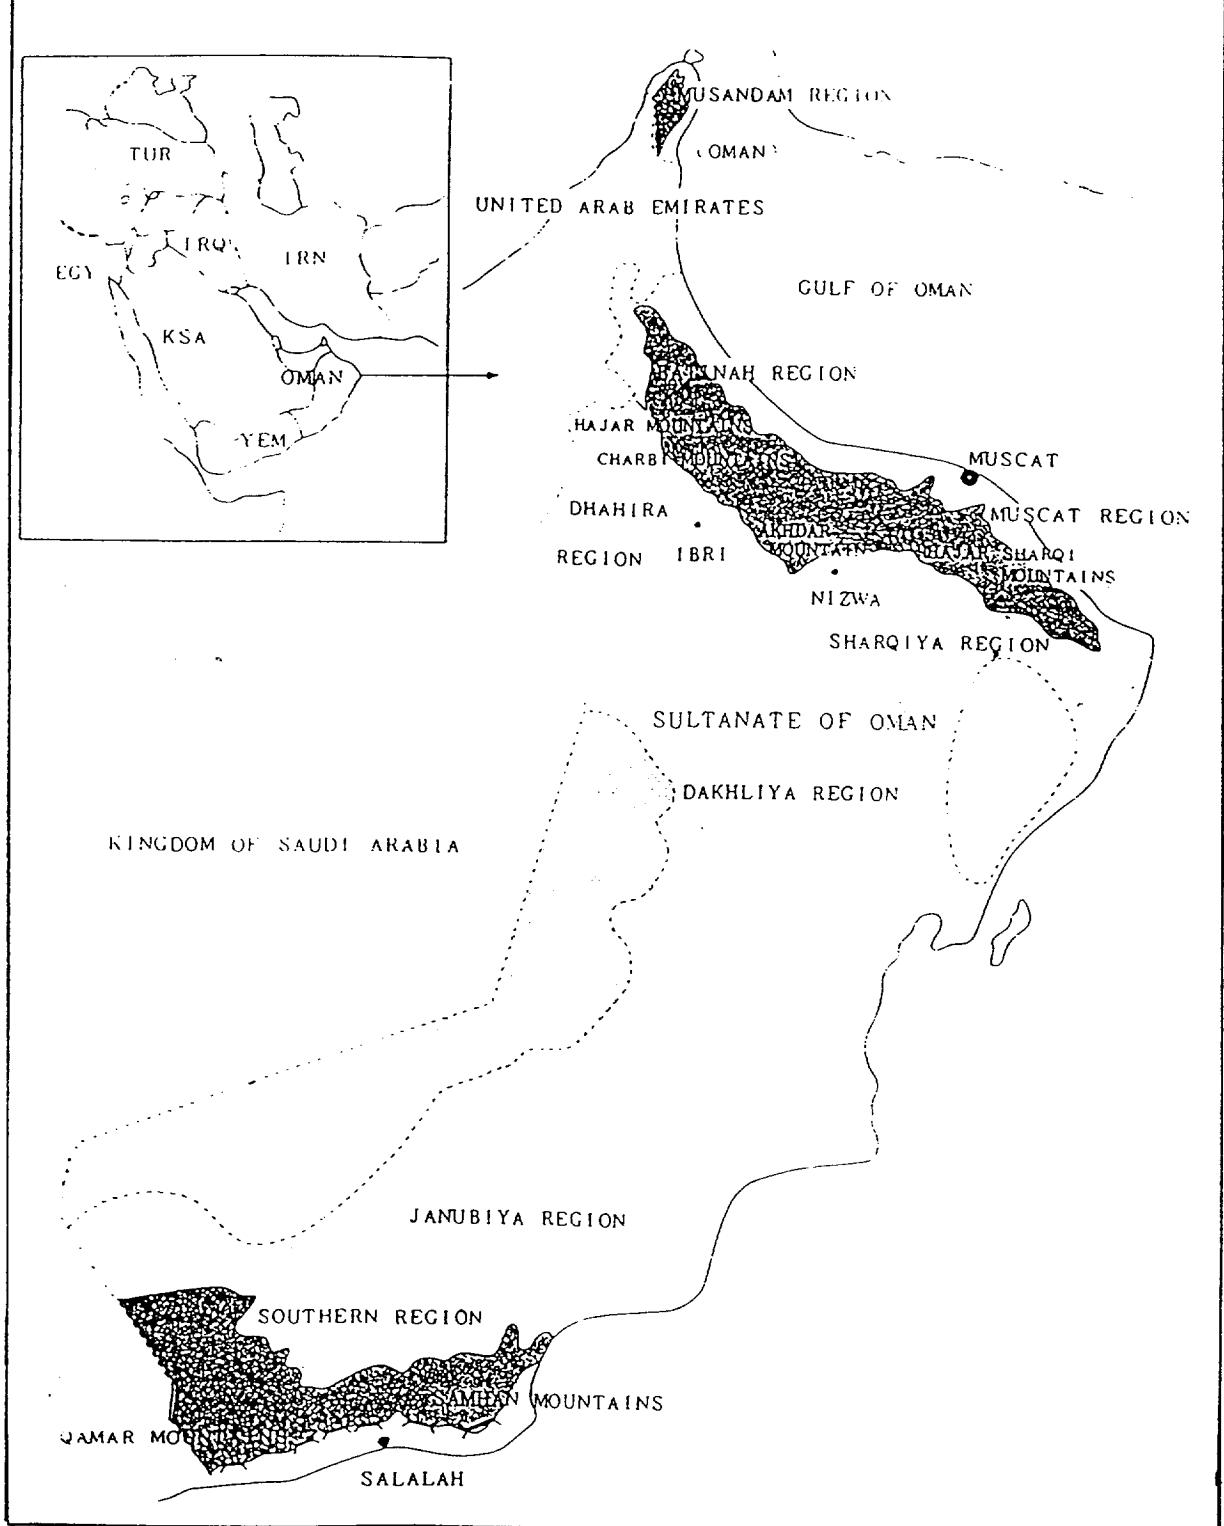 MUSANDAM REGION
(OMAN)
TUR
UNITED ARAB EMIRATES
IRQ
IRN
EGY
GULF OF OMAN
KSA
OMAN
BATINAH REGION
HAJAR MOUNTAINS
YEM
CHARBI MOUNTAINS
MUSCAT
DHAHIRA
REGION
IBRI
MUSCAT REGION
AKHDAR
MOUNTAIN
HAJAR SHARQI
MOUNTAINS
NIZWA
SHARQIYA REGION
SULTANATE OF OMAN
DAKHLIYA REGION
KINGDOM OF SAUDI ARABIA
JANUBIYA REGION
SOUTHERN REGION
SAMHAN MOUNTAINS
QAMAR MOUNTAINS
SALALAH